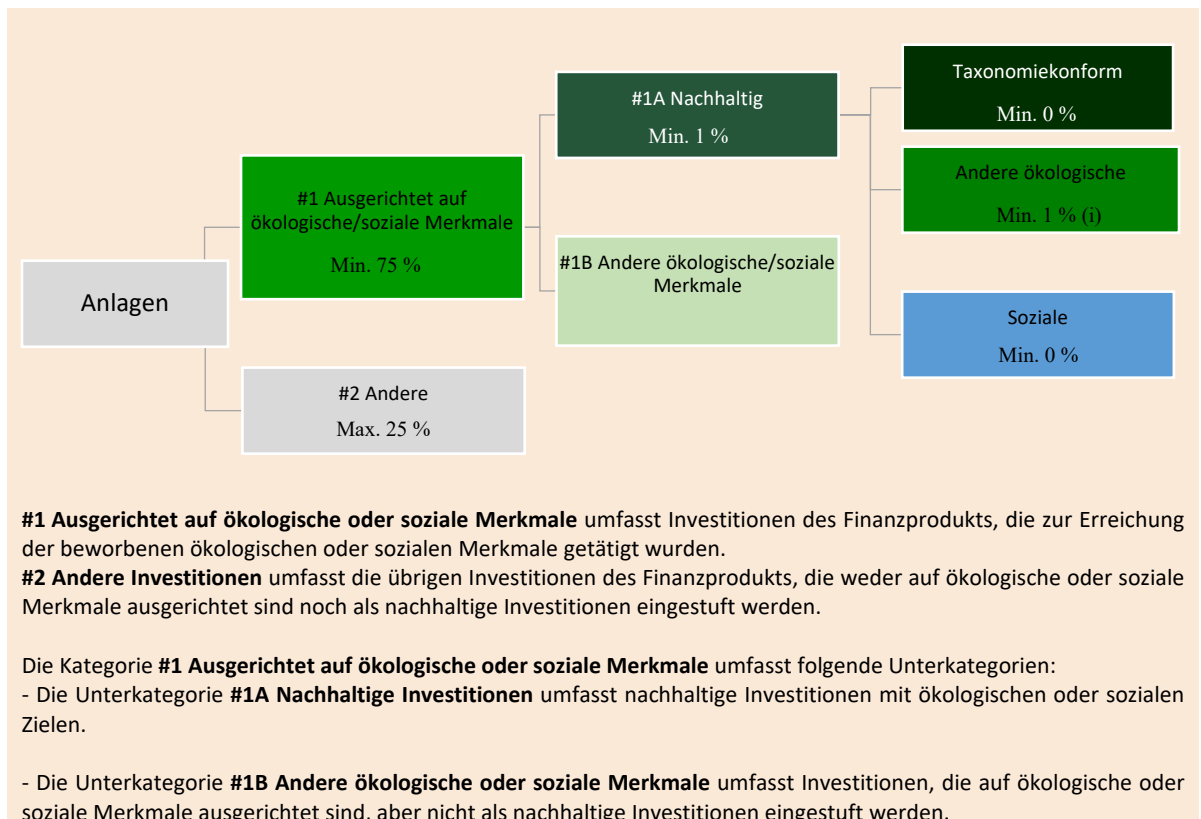 Anlagen
#1 Ausgerichtet auf
ökologische/soziale Merkmale
Min. 75 %
#2 Andere
Max. 25 %
#1A Nachhaltig
Min. 1 %
#1B Andere ökologische/soziale
Merkmale
Taxonomiekonform
Min. 0 %
Andere ökologische
Min. 1 % (i)
Soziale
Min. 0 %
#1 Ausgerichtet auf ökologische oder soziale Merkmale umfasst Investitionen des Finanzprodukts, die zur Erreichung
der beworbenen ökologischen oder sozialen Merkmale getätigt wurden.
#2 Andere Investitionen umfasst die übrigen Investitionen des Finanzprodukts, die weder auf ökologische oder soziale
Merkmale ausgerichtet sind noch als nachhaltige Investitionen eingestuft werden.
Die Kategorie #1 Ausgerichtet auf ökologische oder soziale Merkmale umfasst folgende Unterkategorien:
- Die Unterkategorie #1A Nachhaltige Investitionen umfasst nachhaltige Investitionen mit ökologischen oder sozialen
Zielen.
- Die Unterkategorie #1B Andere ökologische oder soziale Merkmale umfasst Investitionen, die auf ökologische oder
soziale Merkmale ausgerichtet sind, aber nicht als nachhaltige Investitionen eingestuft werden.